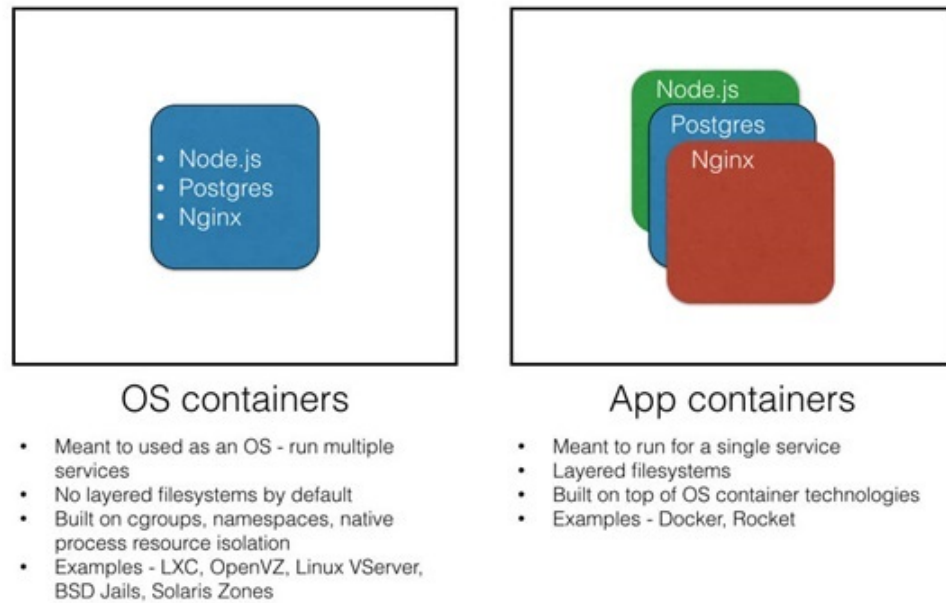 • Node.js
• Postgres
• Nginx
Node.js
Postgres
Nginx
OS containers
• Meant to used as an OS - run multiple
services
• No layered filesystems by default
• Built on cgroups, namespaces, native
process resource isolation
• Examples - LXC, OpenVZ, Linux VServer,
BSD Jails, Solaris Zones
App containers
• Meant to run for a single service
• Layered filesystems
• Built on top of OS container technologies
• Examples - Docker, Rocket